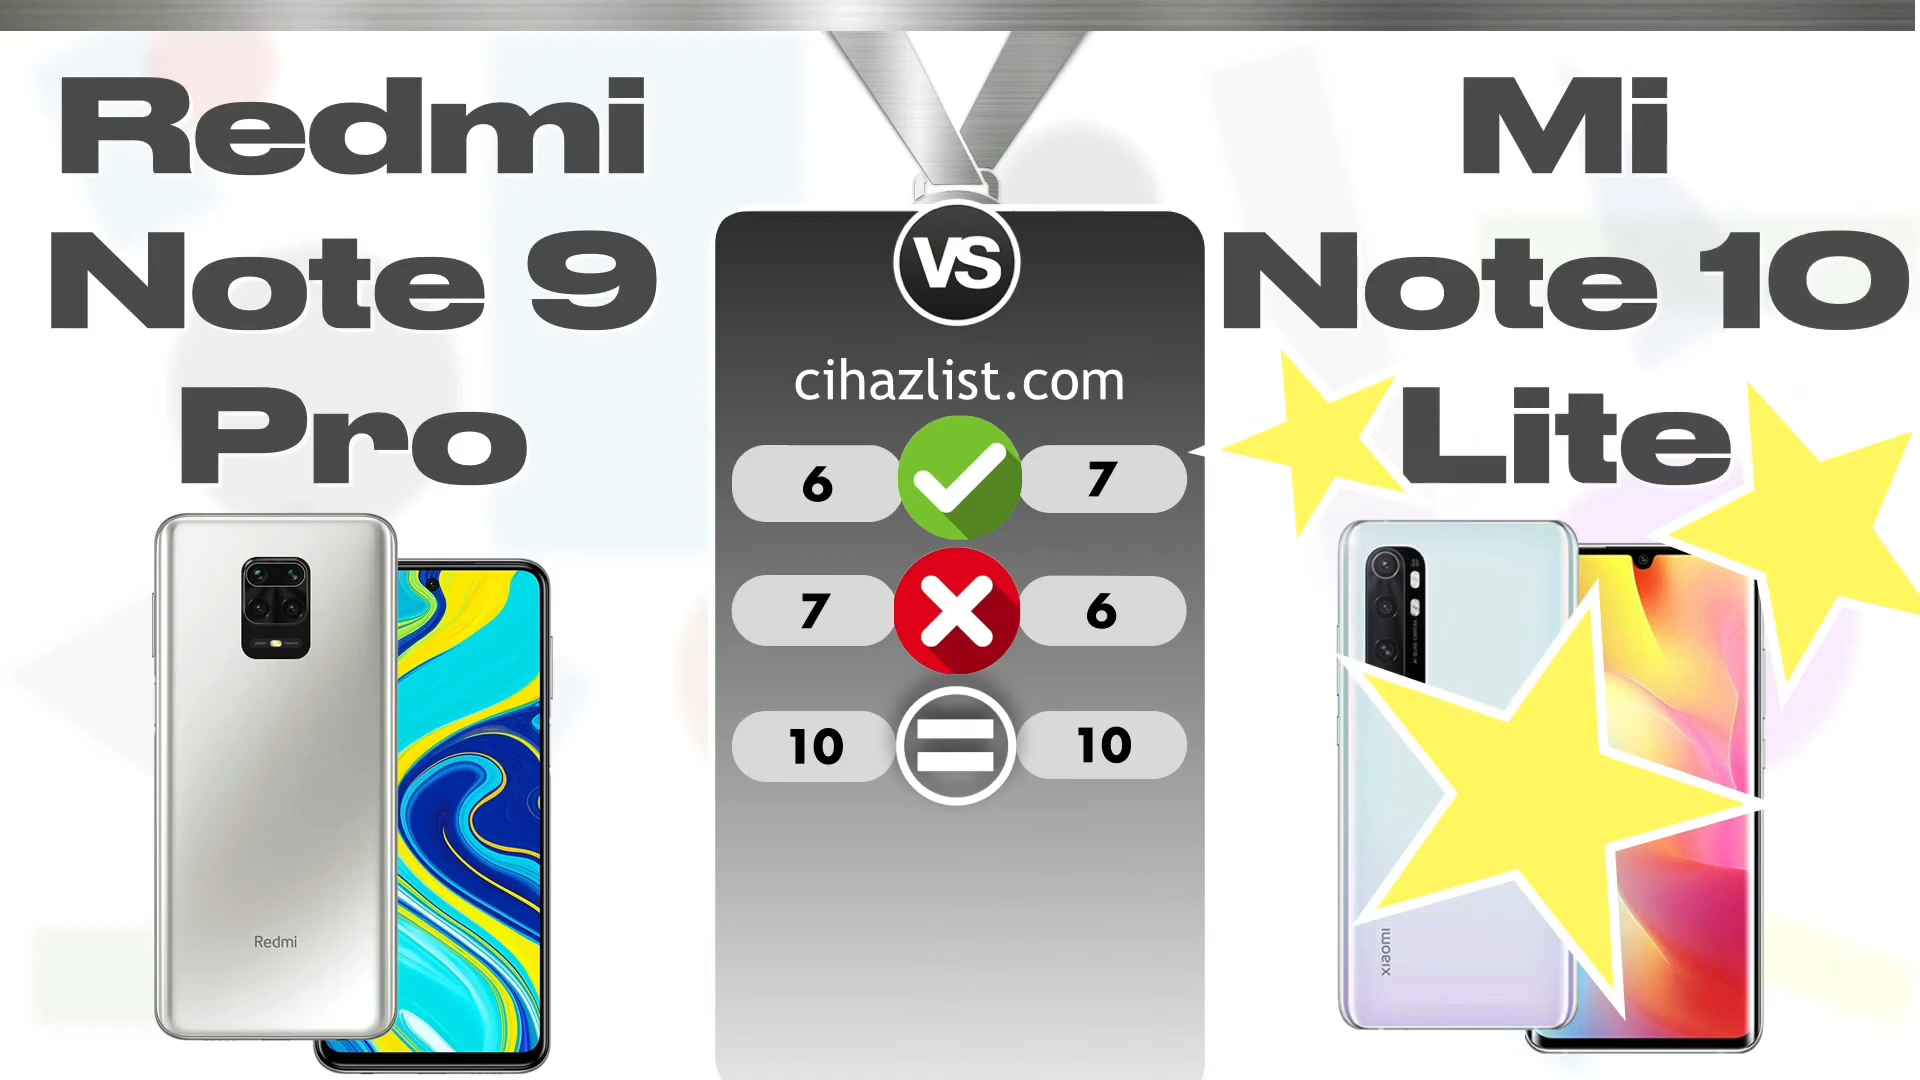 Redmi
Note 9
Pro
VS
cihazlist.com
6
7
7
6
10
10
Mi
Note 10
Lite
Redmi
xiaomi